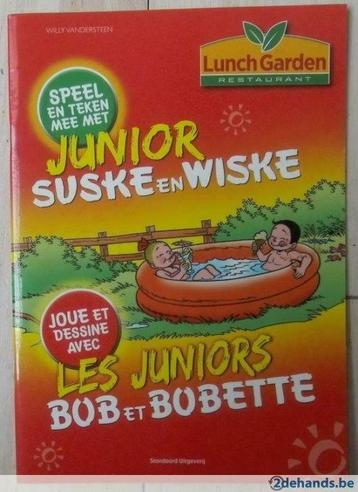 WILLY VANDERSTEEN
Lunch Garden
RESTAURANT
SPEEL
EN TEKEN
MEE MET
JUNIOR
SUSKE EN WISKE
JOUE ET
DESSINE
AVEC
LES JUNIORS
BOB ET BOBETTE
Standaard Uitgeverij
2dehands.be